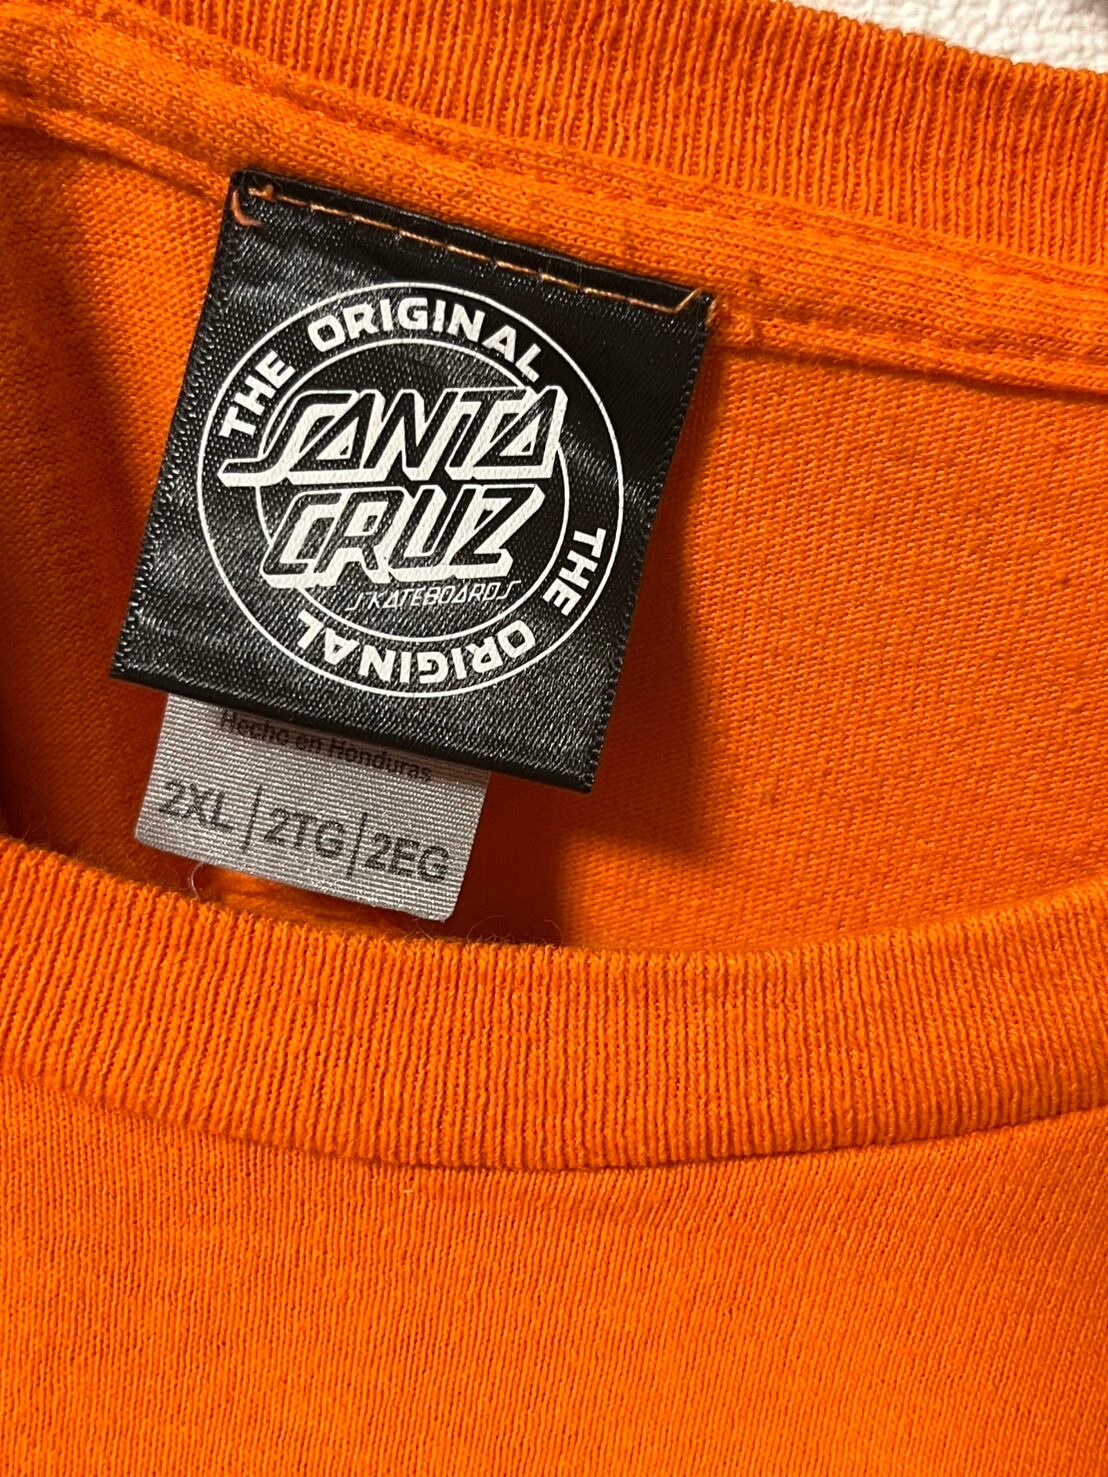 THE ORIGINAL
SANTA
CRUZ
SKATEBOARDS
THE ORIGINAL
Hecho en Honduras
2XL | 2TG | 2EG